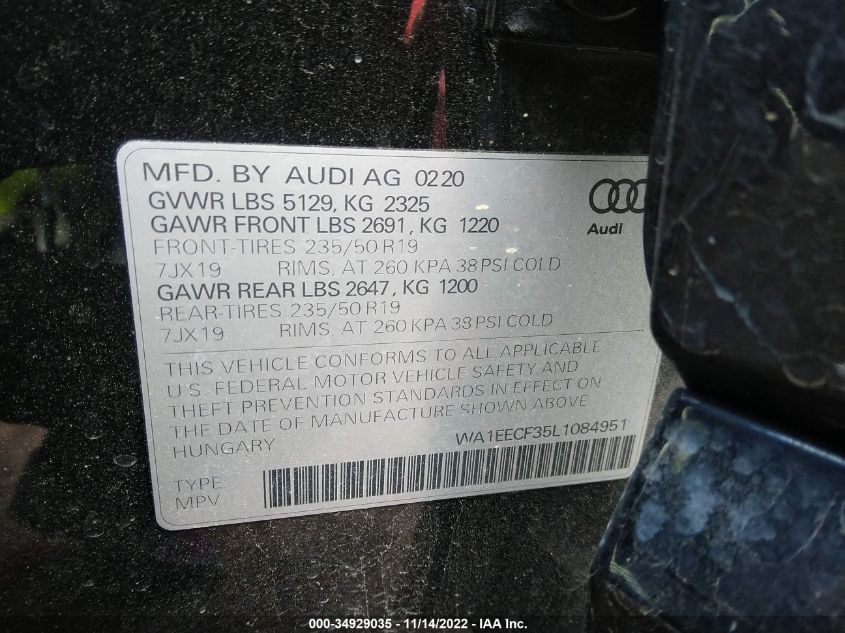 MFD. BY AUDI AG 0220
GVWR LBS 5129, KG 2325
GAWR FRONT LBS 2691, KG 1220
FRONT-TIRES 235/50 R19
7JX19 RIMS, AT 260 KPA 38 PSI COLD
GAWR REAR LBS 2647, KG 1200
REAR-TIRES 235/50 R19
7JX19 RIMS, AT 260 KPA 38 PSI COLD
Audi
THIS VEHICLE CONFORMS TO ALL APPLICABLE
U.S. FEDERAL MOTOR VEHICLE SAFETY AND
THEFT PREVENTION STANDARDS IN EFFECT ON
THE DATE OF MANUFACTURE SHOWN ABOVE.
HUNGARY
WA1EECF35L1084951
TYPE:
MPV
000-34929035 - 11/14/2022 - IAA Inc.